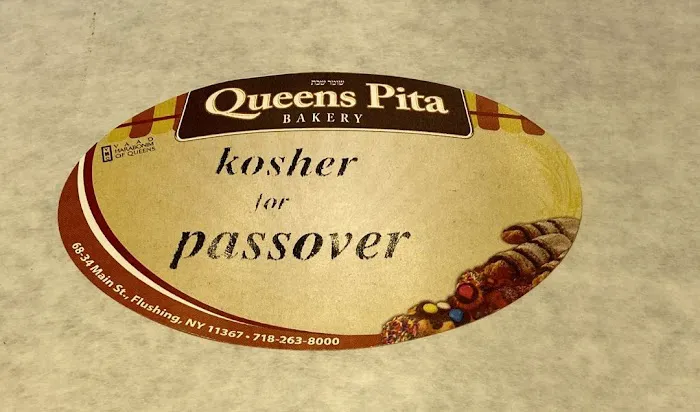 שומר שבת
Queens Pita
BAKERY
VAAD
HARABONIM
OF QUEENS
kosher
for
passover
68-34 Main St., Flushing, NY 11367 • 718-263-8000